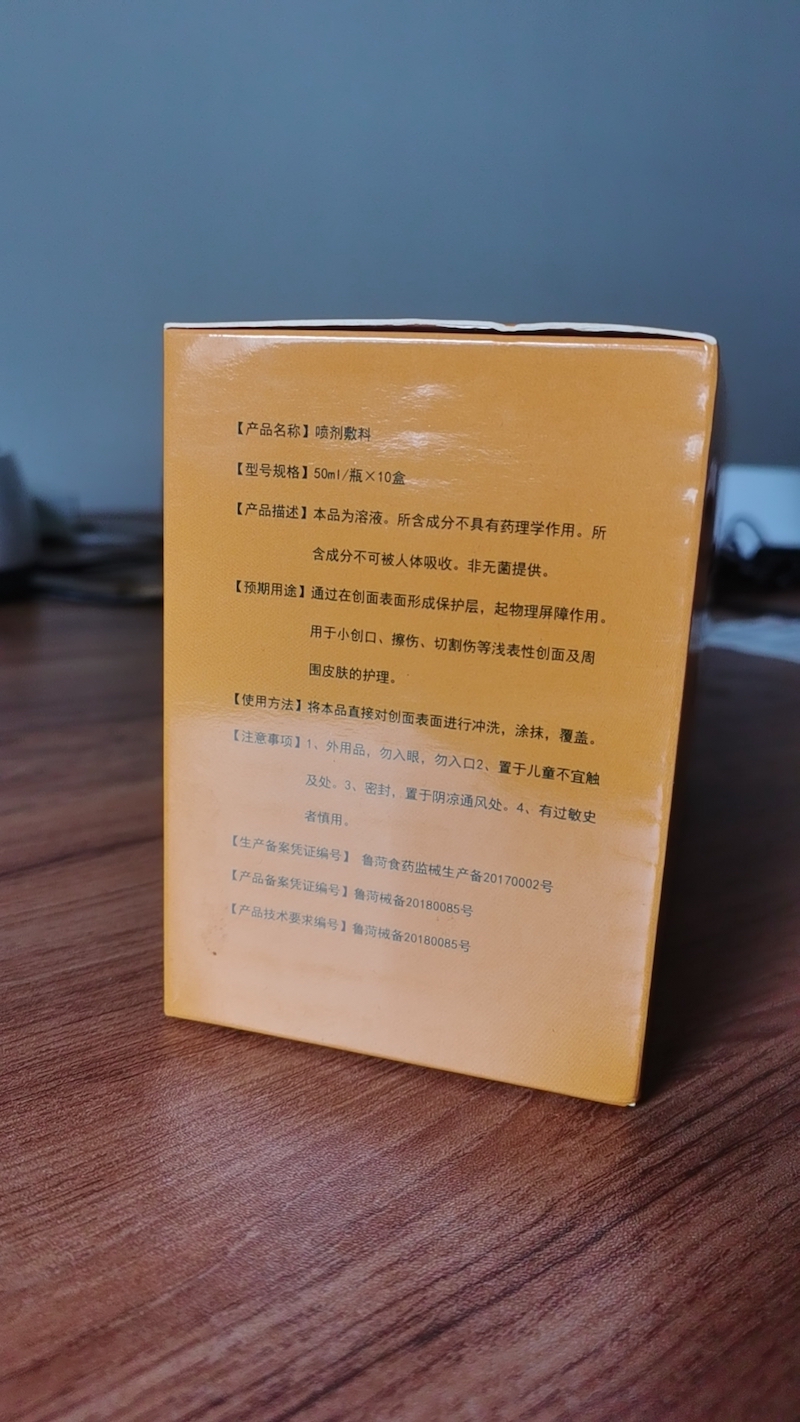 【产品名称】喷剂敷料
【型号规格】50ml/瓶×10盒
【产品描述】本品为溶液。所含成分不具有药理学作用。所
含成分不可被人体吸收。非无菌提供。
【预期用途】通过在创面表面形成保护层，起物理屏障作用。
用于小创口、擦伤、切割伤等浅表性创面及周
围皮肤的护理。
【使用方法】将本品直接对创面表面进行冲洗，涂抹，覆盖。
【注意事项】1、外用品，勿入眼，勿入口2、置于儿童不宜触
及处。3、密封，置于阴凉通风处。4、有过敏史
者慎用。
【生产备案凭证编号】 鲁菏食药监械生产备20170002号
【产品备案凭证编号】鲁菏械备20180085号
【产品技术要求编号】鲁菏械备20180085号